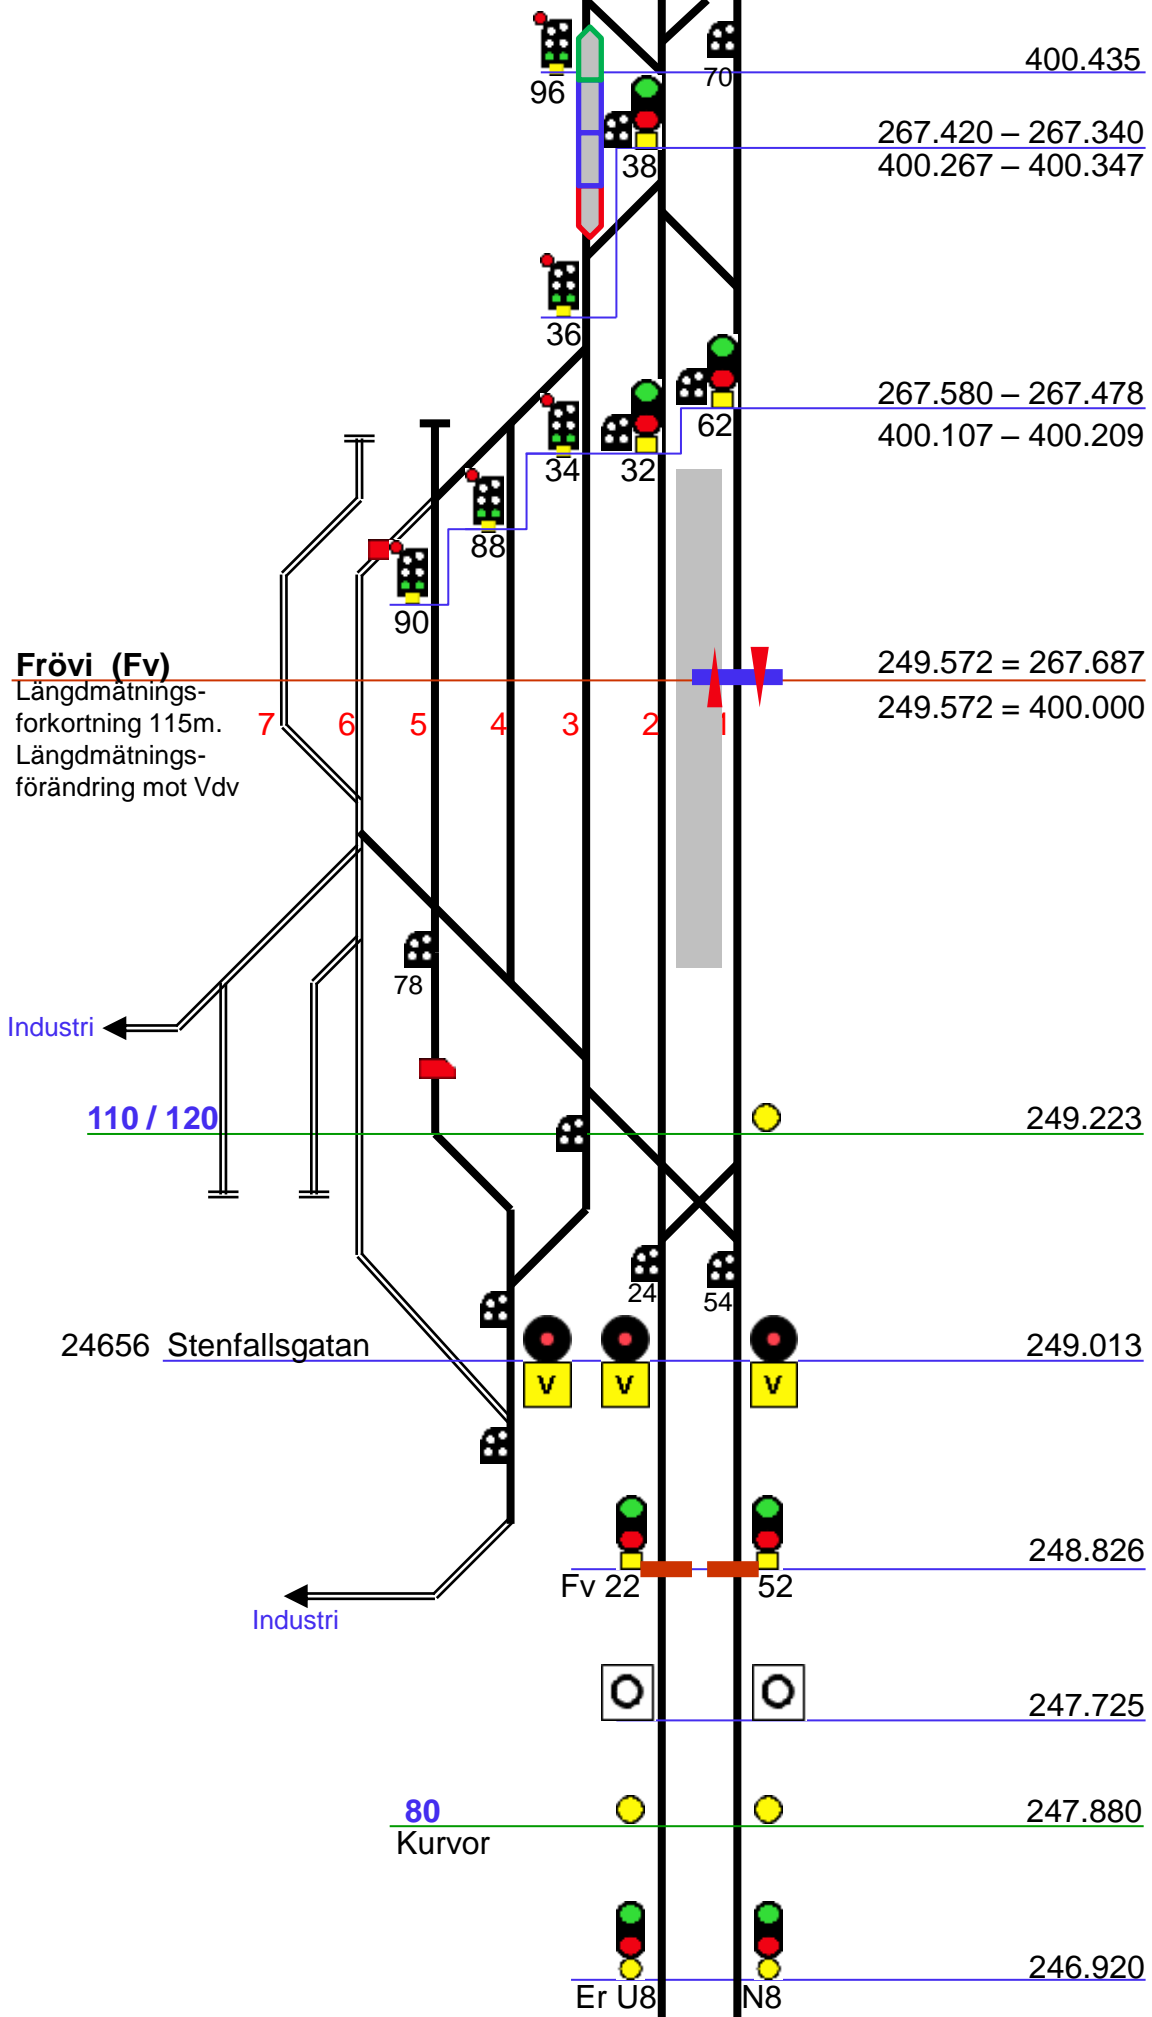 400.435
96
70
267.420 – 267.340
38
400.267 – 400.347
36
267.580 – 267.478
62
400.107 – 400.209
34
32
88
90
Frövi (Fv)
249.572 = 267.687
Längdmätnings-
forkortning 115m.
7 6 5 4 3 2 1
249.572 = 400.000
Längdmätnings-
förändring mot Vdv
78
Industri
110 / 120
249.223
24
54
24656 Stenfallsgatan
249.013
V V V
248.826
Fv 22
52
Industri
247.725
80
247.880
Kurvor
246.920
Er U8
N8